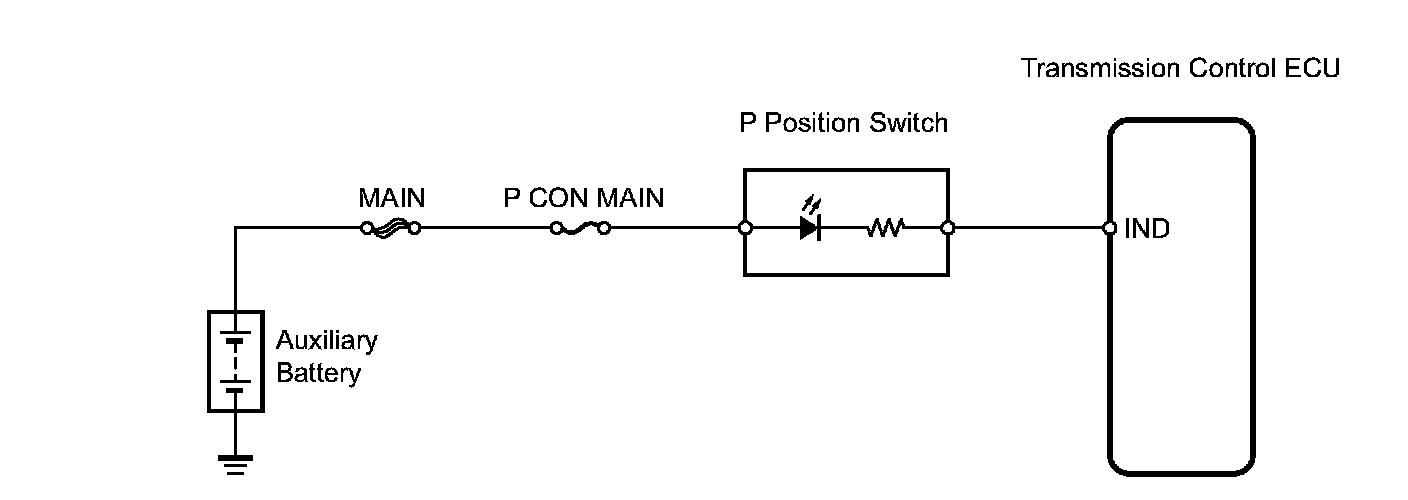 Transmission Control ECU
P Position Switch
MAIN
P CON MAIN
IND
Auxiliary
Battery